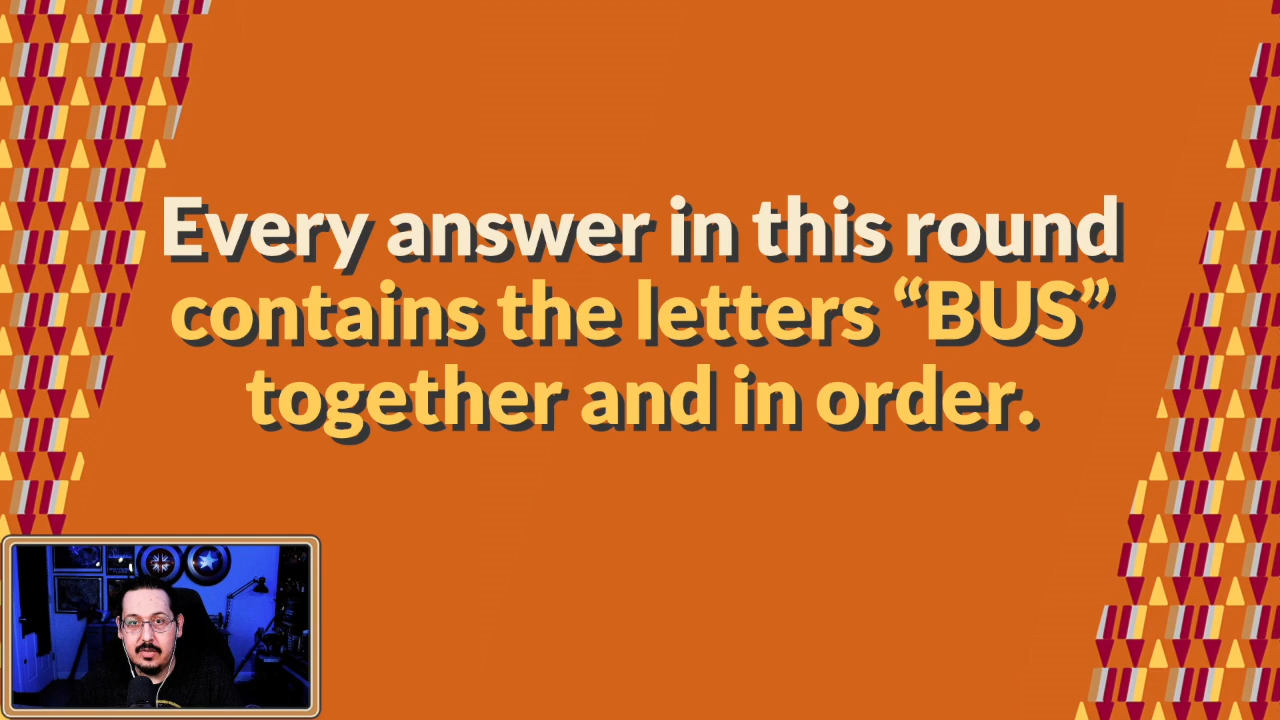 Every answer in this round
contains the letters “BUS”
together and in order.